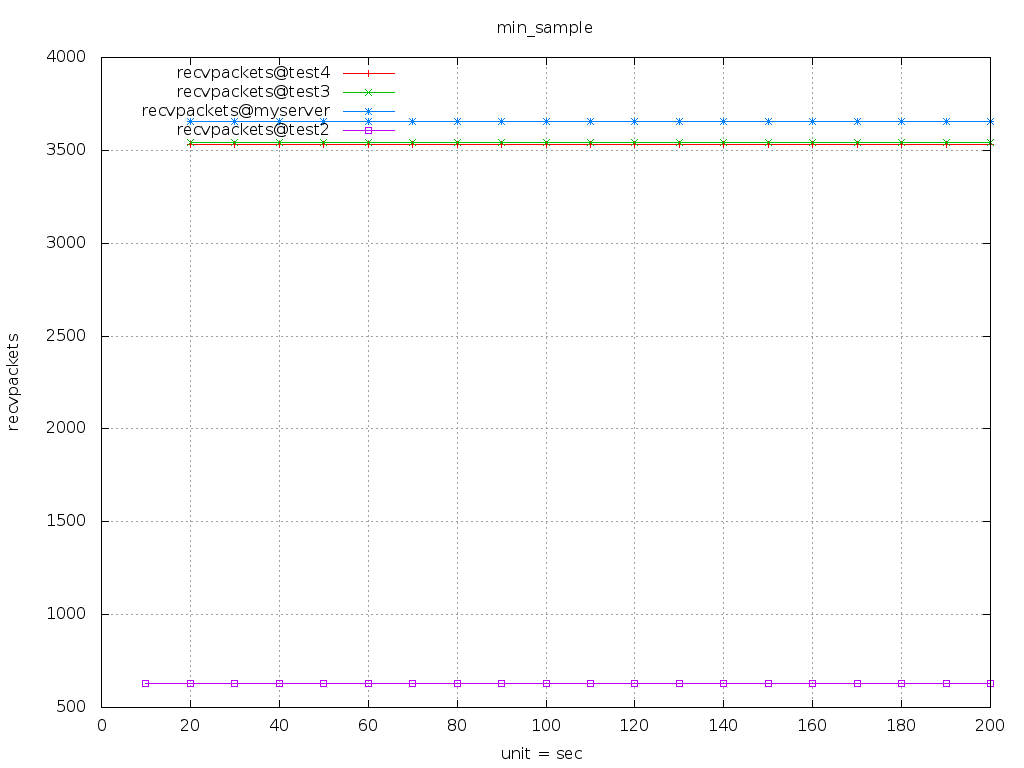 min_sample
4000
3500
3000
2500
2000
1500
1000
500
recvpackets
recvpackets@test4
recvpackets@test3
recvpackets@myserver
recvpackets@test2
0 20 40 60 80 100 120 140 160 180 200
unit = sec